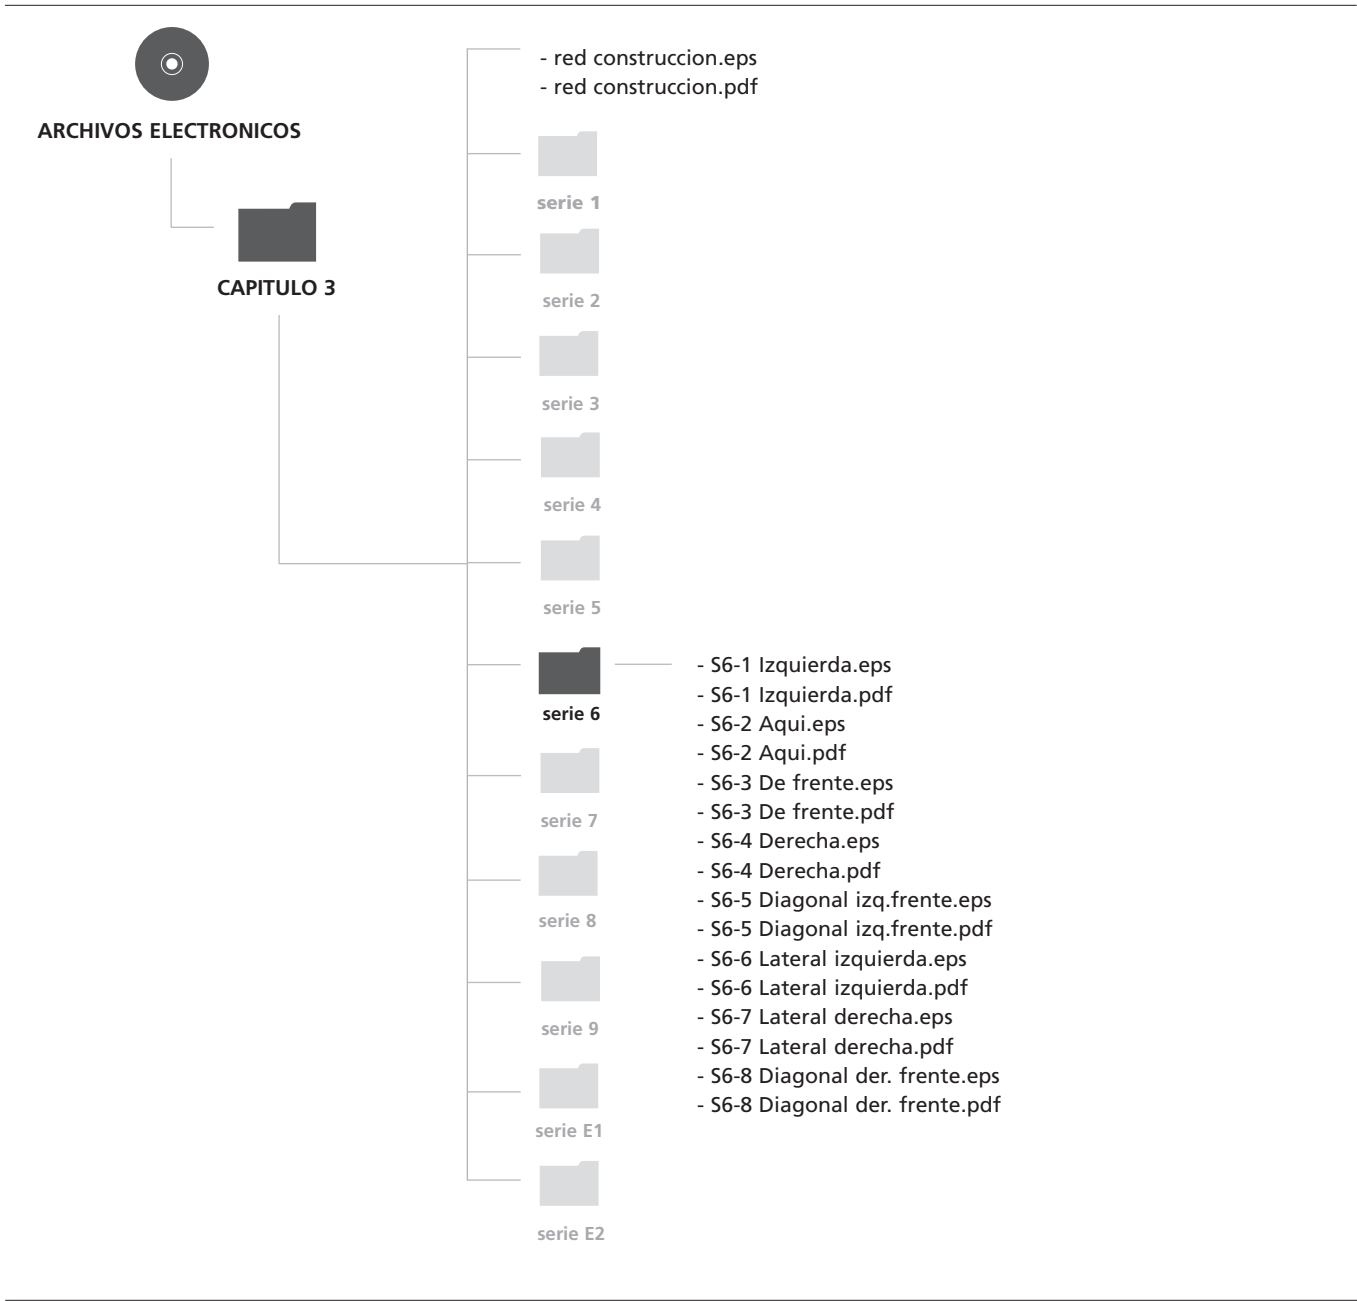 - red construccion.eps
- red construccion.pdf
ARCHIVOS ELECTRONICOS
serie 1
CAPITULO 3
serie 2
serie 3
serie 4
serie 5
serie 6
- S6-1 Izquierda.eps
- S6-1 Izquierda.pdf
- S6-2 Aqui.eps
- S6-2 Aqui.pdf
- S6-3 De frente.eps
- S6-3 De frente.pdf
- S6-4 Derecha.eps
- S6-4 Derecha.pdf
- S6-5 Diagonal izq.frente.eps
- S6-5 Diagonal izq.frente.pdf
- S6-6 Lateral izquierda.eps
- S6-6 Lateral izquierda.pdf
- S6-7 Lateral derecha.eps
- S6-7 Lateral derecha.pdf
- S6-8 Diagonal der. frente.eps
- S6-8 Diagonal der. frente.pdf
serie 7
serie 8
serie 9
serie E1
serie E2